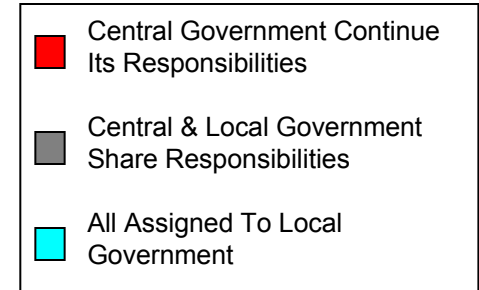 Central Government Continue
Its Responsibilities
Central & Local Government
Share Responsibilities
All Assigned To Local
Government